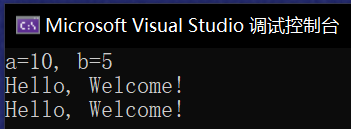 Microsoft Visual Studio 调试控制台
a=10, b=5
Hello, Welcome!
Hello, Welcome!